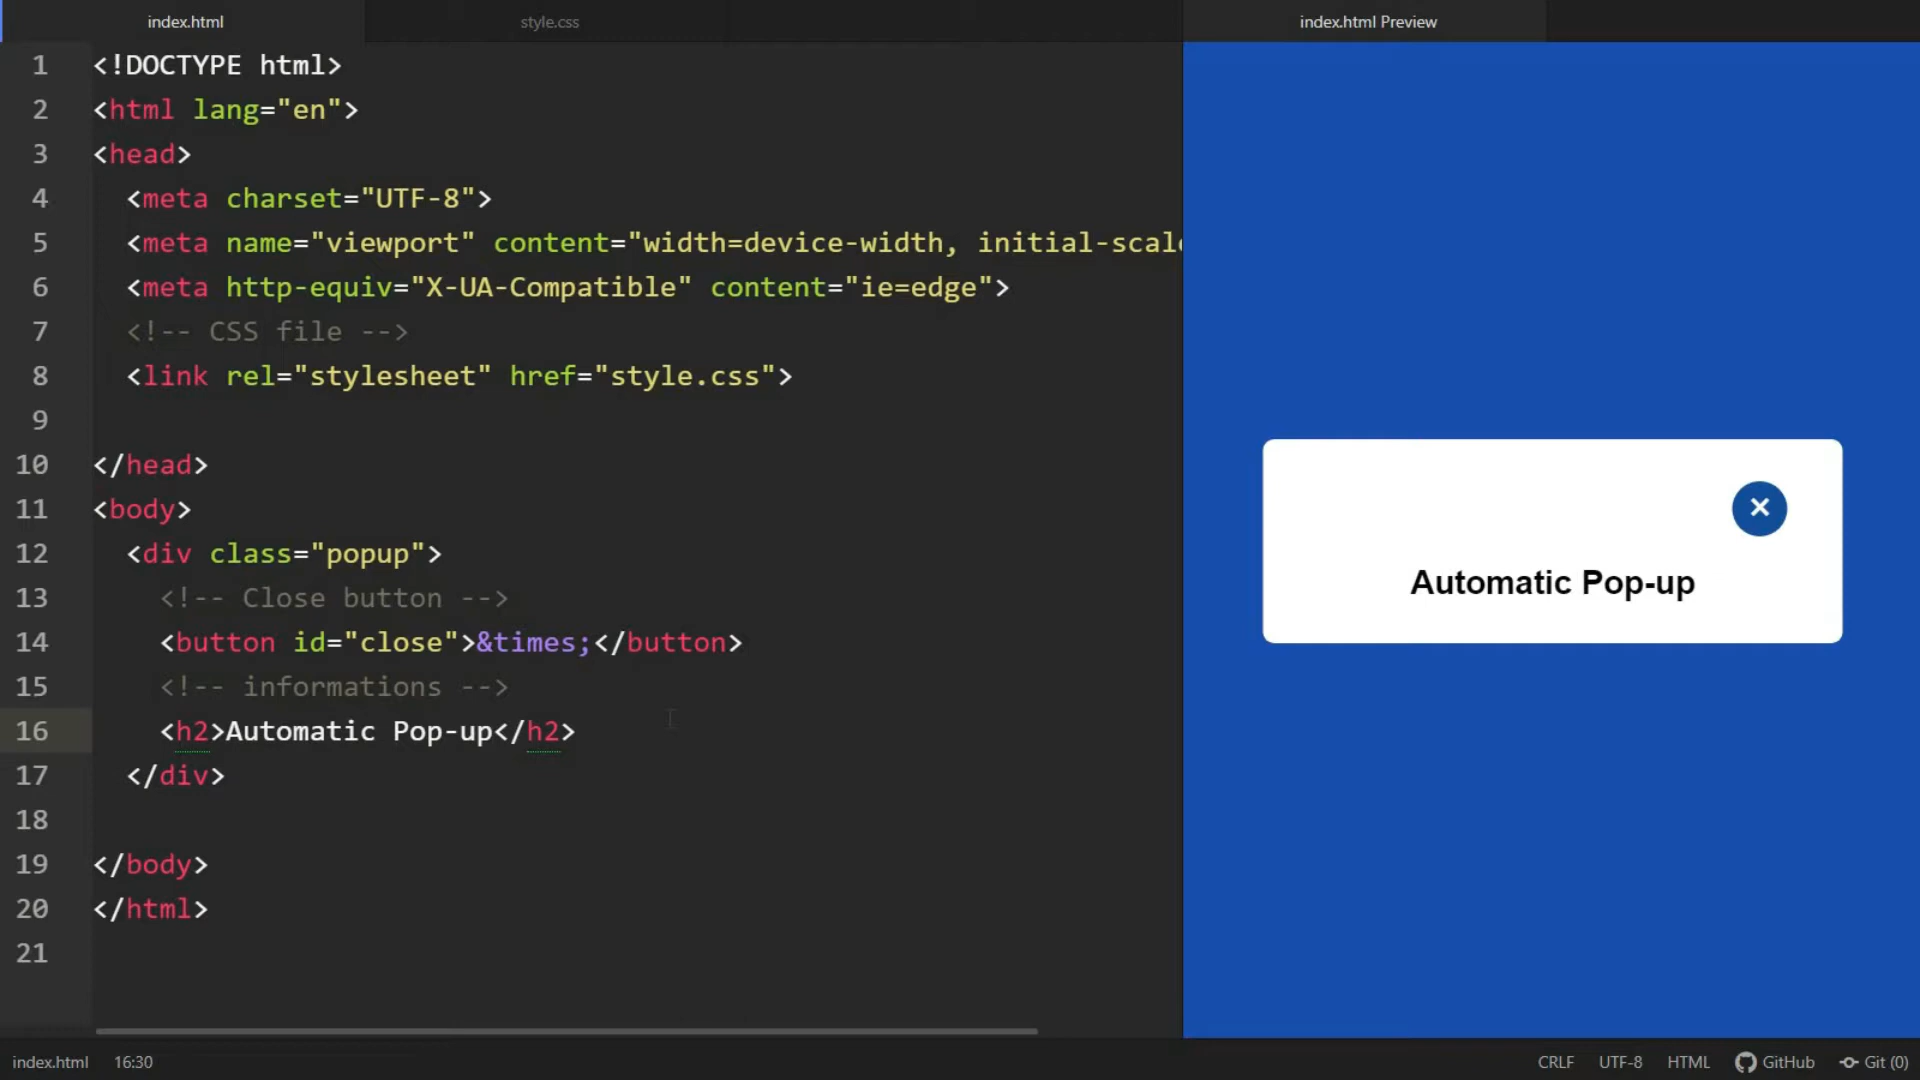 index.html
style.css
index.html Preview
1 <!DOCTYPE html>
2 <html lang="en">
3 <head>
4 <meta charset="UTF-8">
5 <meta name="viewport" content="width=device-width, initial-scale
6 <meta http-equiv="X-UA-Compatible" content="ie=edge">
7 <!-- CSS file -->
8 <link rel="stylesheet" href="style.css">
9
10 </head>
11 <body>
12 <div class="popup">
13 <!-- Close button -->
14 <button id="close">&times;</button>
15 <!-- informations -->
16 <h2>Automatic Pop-up</h2>
17 </div>
18
19 </body>
20 </html>
21
×
Automatic Pop-up
index.html 16:30
CRLF UTF-8 HTML GitHub Git (0)